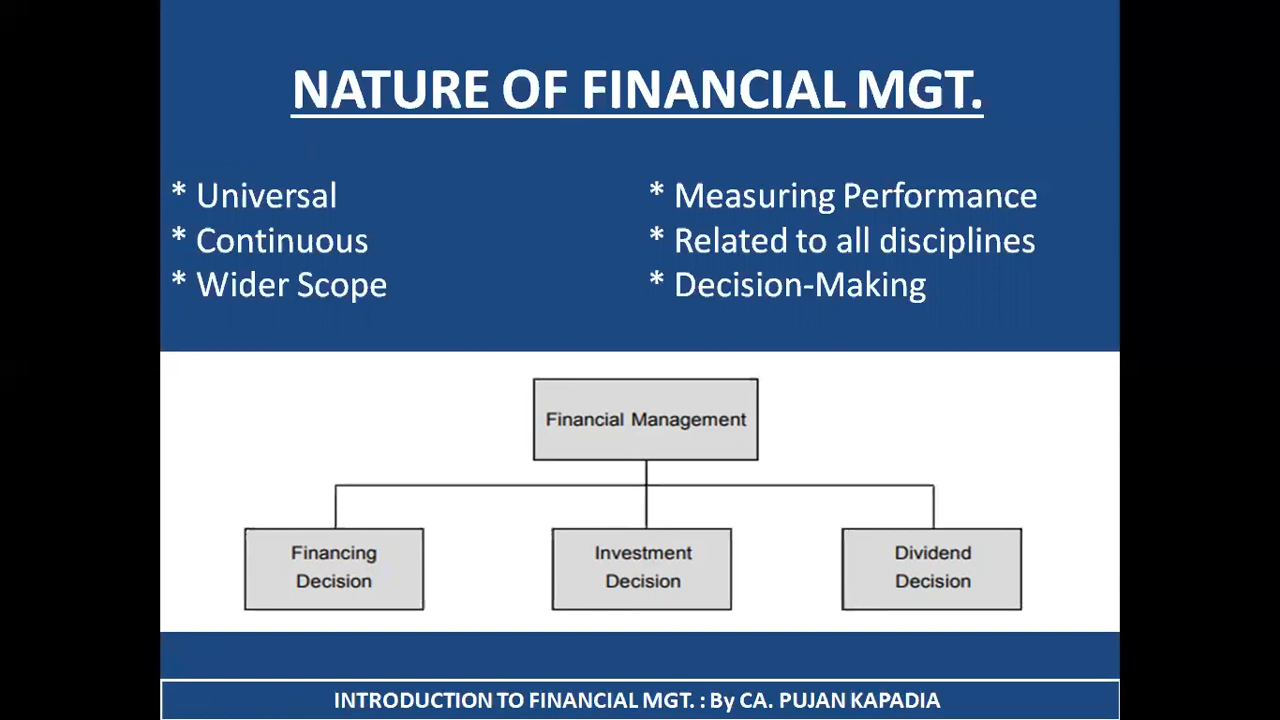 NATURE OF FINANCIAL MGT.
* Universal
* Continuous
* Wider Scope
* Measuring Performance
* Related to all disciplines
* Decision-Making
Financial Management
Financing
Decision
Investment
Decision
Dividend
Decision
INTRODUCTION TO FINANCIAL MGT. : By CA. PUJAN KAPADIA